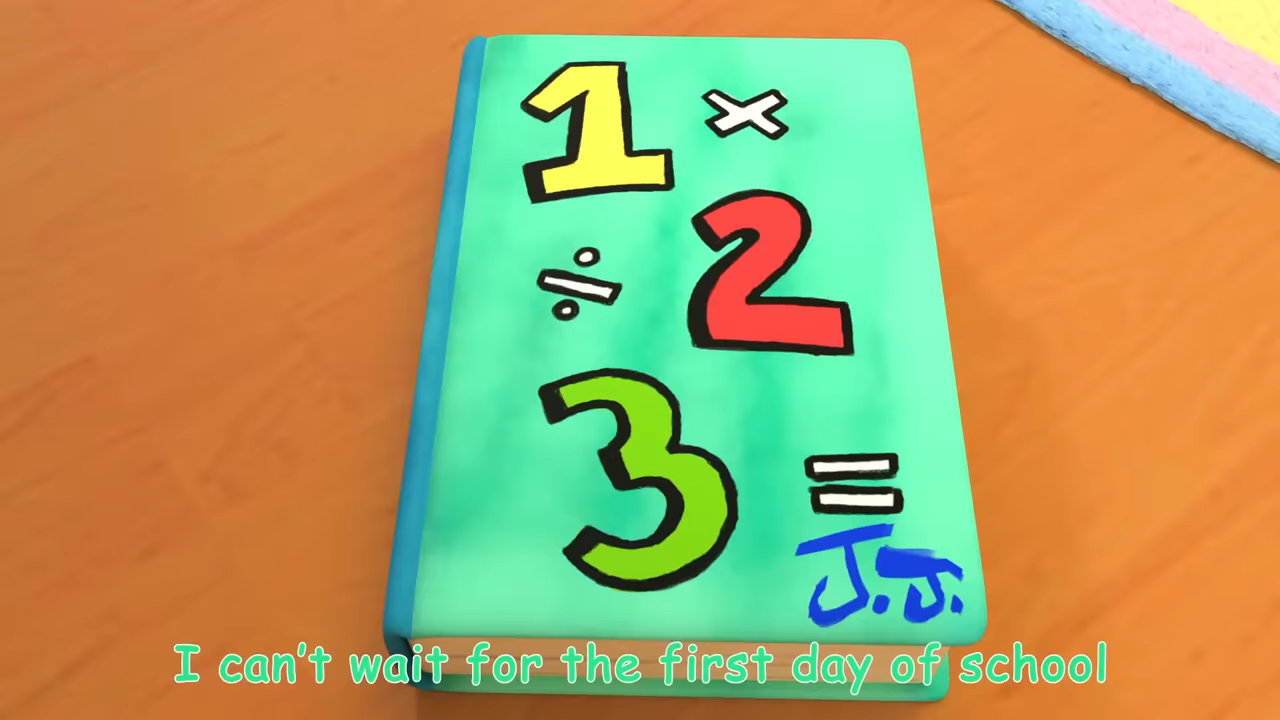 1 ×
÷ 2
3 =
J.J.
I can't wait for the first day of school